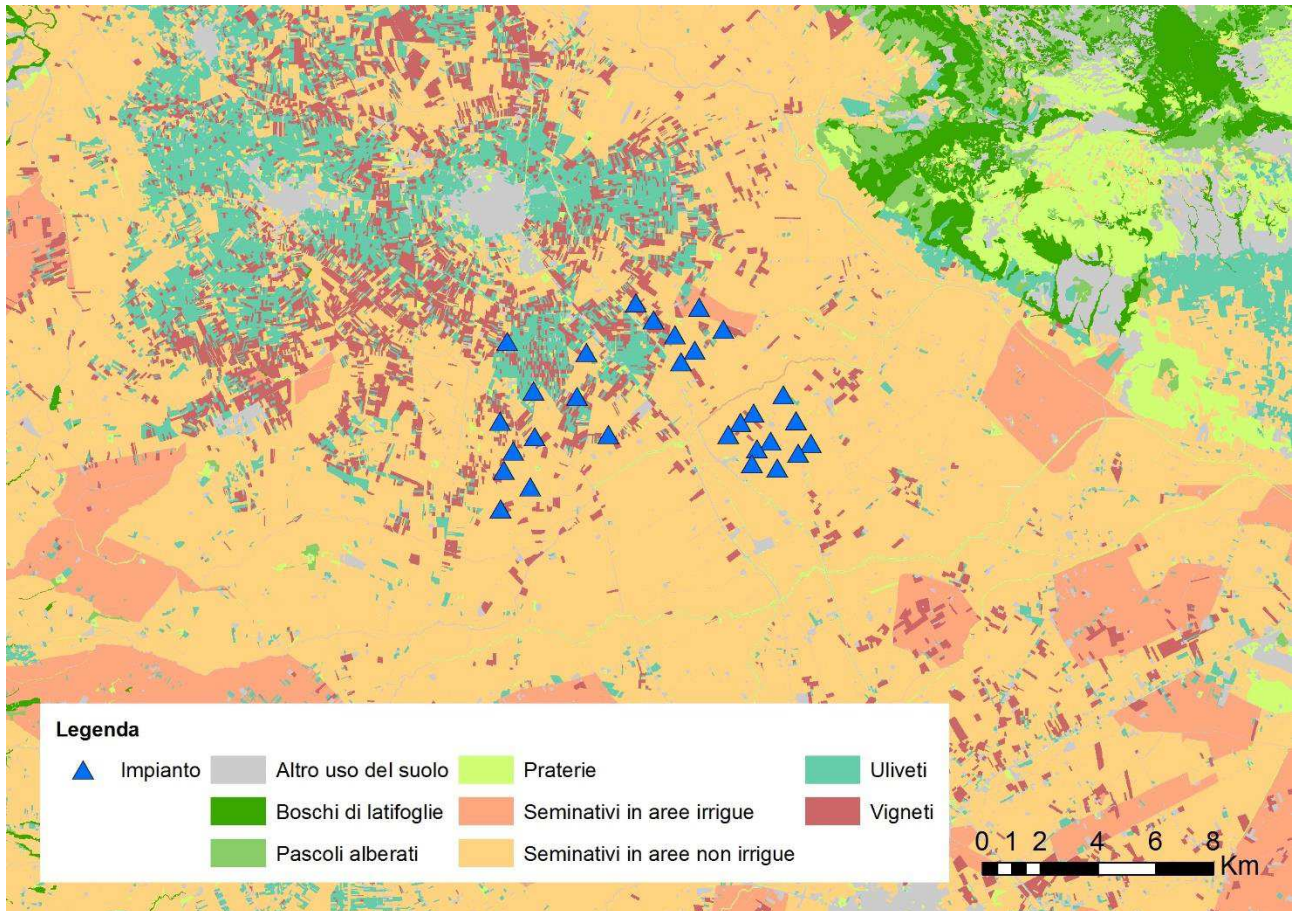 Legenda
Impianto Altro uso del suolo Praterie Uliveti
Boschi di latifoglie Seminativi in aree irrigue Vigneti
Pascoli alberati Seminativi in aree non irrigue
0 1 2 4 6 8
Km